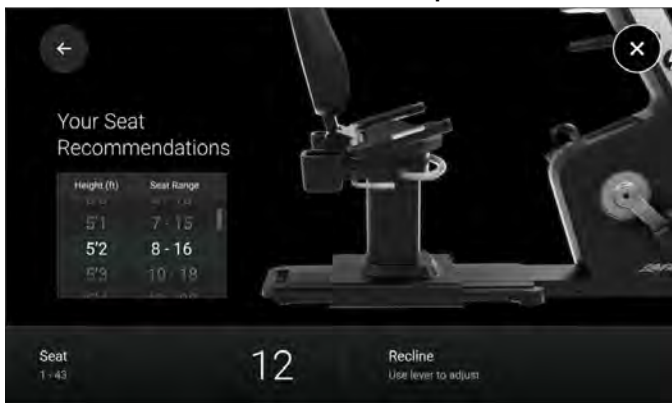 Your Seat
Recommendations
Height (ft) Seat Range
5'1 7 - 15
5'2 8 - 16
5'3 10 - 18
Seat
1 - 43
12
Recline
Use lever to adjust